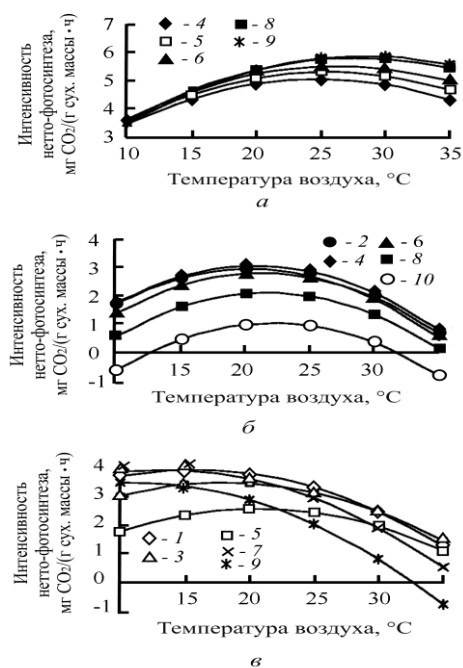 Интенсивность
нетто-фотосинтеза,
мг CO₂/(г сух. массы • ч)
7
6
5
4
3
- 4
- 5
- 6
- 8
- 9
10 15 20 25 30 35
Температура воздуха, °C
а
Интенсивность
нетто-фотосинтеза,
мг CO₂/(г сух. массы • ч)
4
3
2
1
0
-1
- 2
- 4
- 6
- 8
- 10
15 20 25 30
Температура воздуха, °C
б
Интенсивность
нетто-фотосинтеза,
мг CO₂/(г сух. массы • ч)
4
3
2
1
0
-1
- 1
- 3
- 5
- 7
- 9
15 20 25 30
Температура воздуха, °C
в